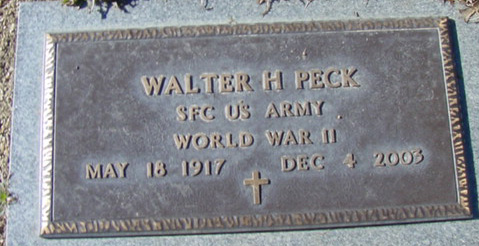 WALTER H PECK
SFC US ARMY
WORLD WAR II
MAY 18 1917 DEC 4 2003